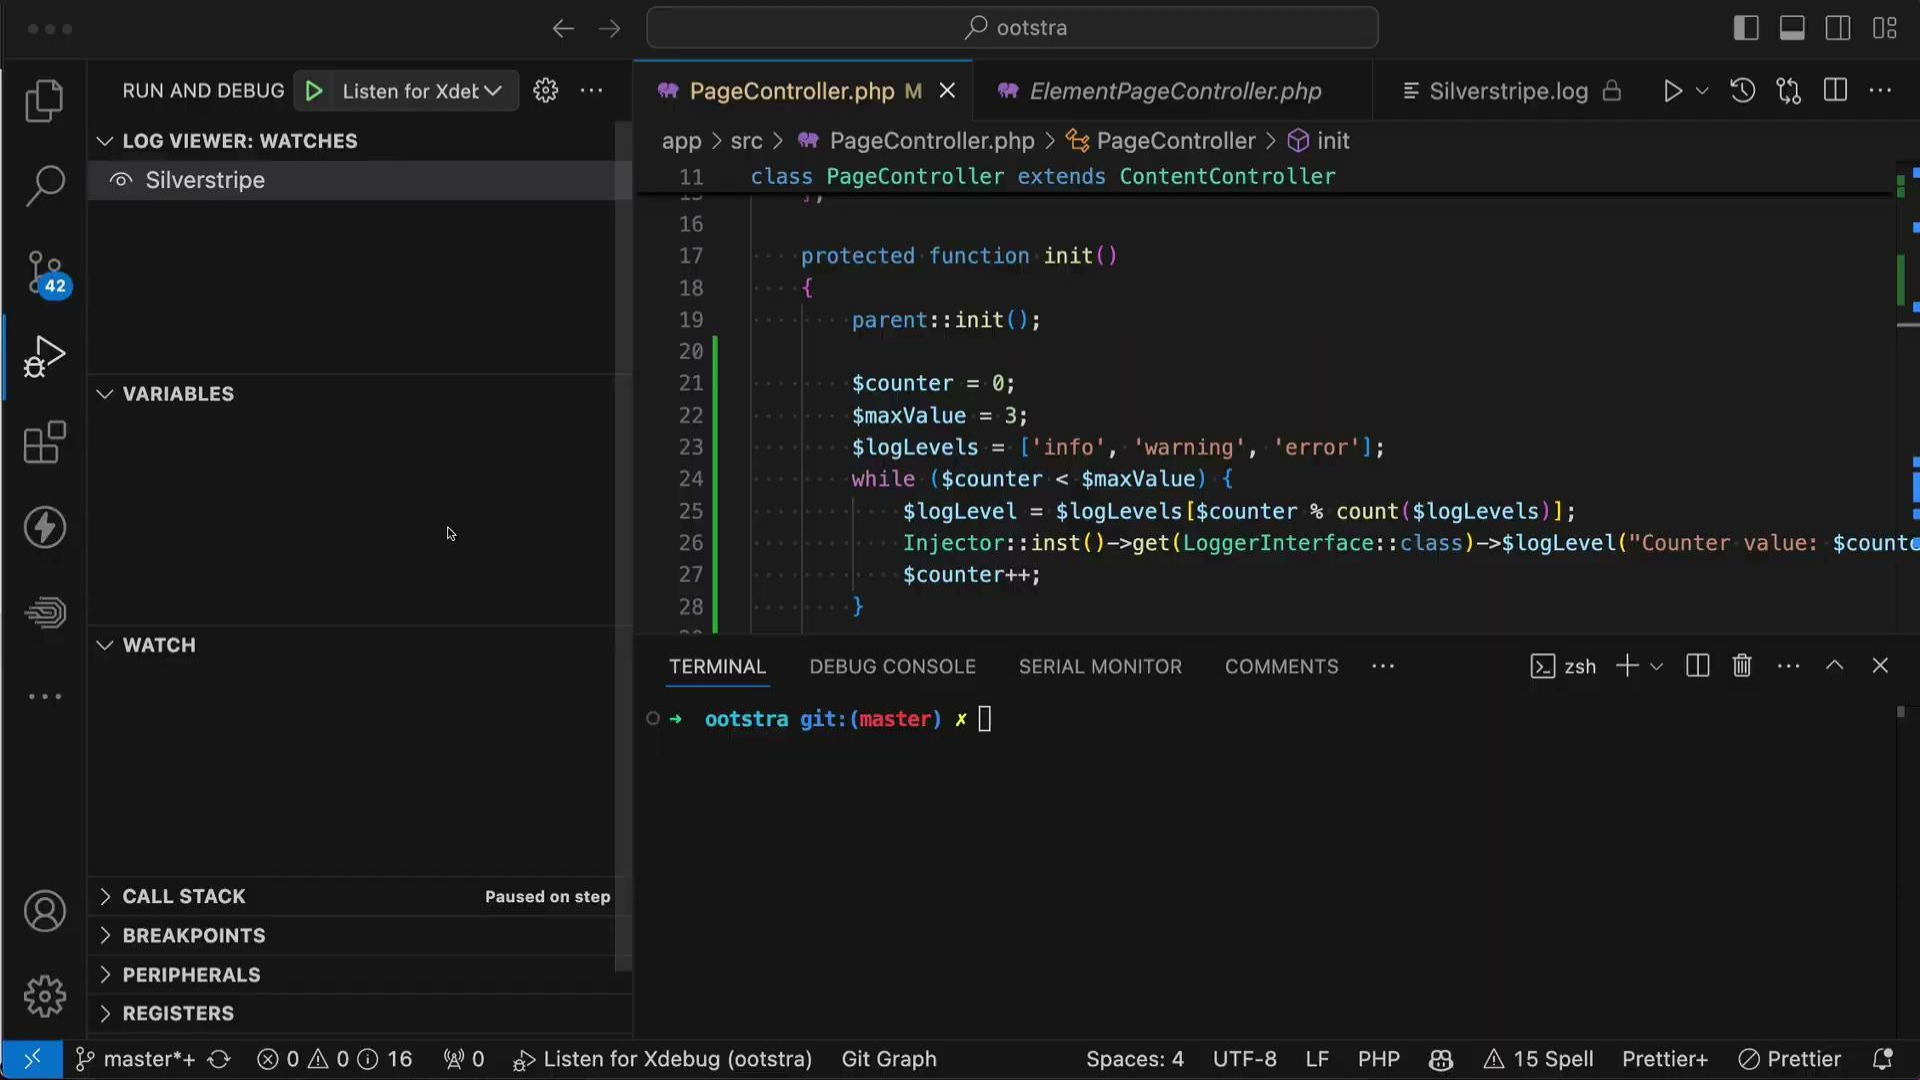 ootstra
RUN AND DEBUG
Listen for Xdel
LOG VIEWER: WATCHES
Silverstripe
42
VARIABLES
WATCH
CALL STACK
Paused on step
BREAKPOINTS
PERIPHERALS
REGISTERS
PageController.php M
ElementPageController.php
Silverstripe.log
app > src > PageController.php > PageController > init
11 class PageController extends ContentController
15 ];
16
17 protected function init()
18 {
19 parent::init();
20
21 $counter = 0;
22 $maxValue = 3;
23 $logLevels = ['info', 'warning', 'error'];
24 while ($counter < $maxValue) {
25 $logLevel = $logLevels[$counter % count($logLevels)];
26 Injector::inst()->get(LoggerInterface::class)->$logLevel("Counter value: $counte
27 $counter++;
28 }
TERMINAL
DEBUG CONSOLE
SERIAL MONITOR
COMMENTS
zsh
➜ ootstra git:(master) ✗
master*+
0 0 16
0
Listen for Xdebug (ootstra)
Git Graph
Spaces: 4
UTF-8
LF
PHP
15 Spell
Prettier+
Prettier